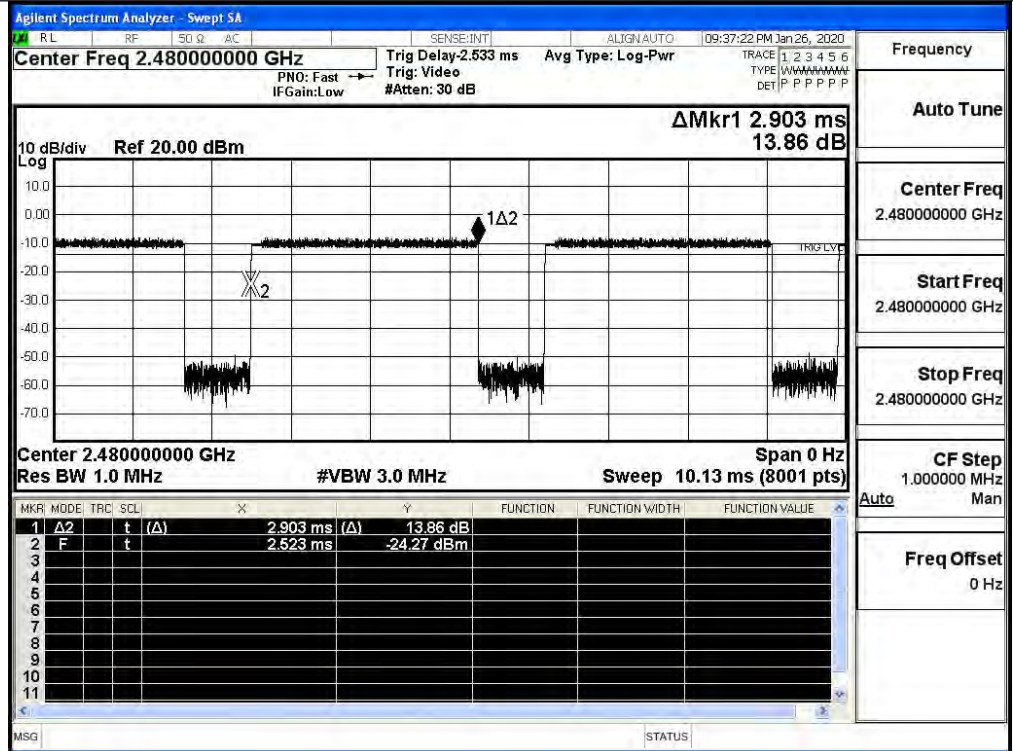 Agilent Spectrum Analyzer - Swept SA
RL RF 50 Ω AC SENSE:INT ALIGN AUTO 09:37:22 PM Jan 26, 2020
Center Freq 2.480000000 GHz
PNO: Fast
IFGain:Low
Trig Delay-2.533 ms
Trig: Video
#Atten: 30 dB
Avg Type: Log-Pwr
TRACE 1 2 3 4 5 6
TYPE WWWWWW
DET P P P P P P
Frequency
Auto Tune
Center Freq
2.480000000 GHz
Start Freq
2.480000000 GHz
Stop Freq
2.480000000 GHz
CF Step
1.000000 MHz
Auto Man
Freq Offset
0 Hz
ΔMkr1 2.903 ms
13.86 dB
10 dB/div Ref 20.00 dBm
Log
10.0
0.00
-10.0
-20.0
-30.0
-40.0
-50.0
-60.0
-70.0
1Δ2
2
TRIG LVL
Center 2.480000000 GHz Span 0 Hz
Res BW 1.0 MHz #VBW 3.0 MHz Sweep 10.13 ms (8001 pts)
MKR MODE TRC SCL X Y FUNCTION FUNCTION WIDTH FUNCTION VALUE
1 Δ2 t (Δ) 2.903 ms (Δ) 13.86 dB
2 F t 2.523 ms -24.27 dBm
3
4
5
6
7
8
9
10
11
MSG STATUS